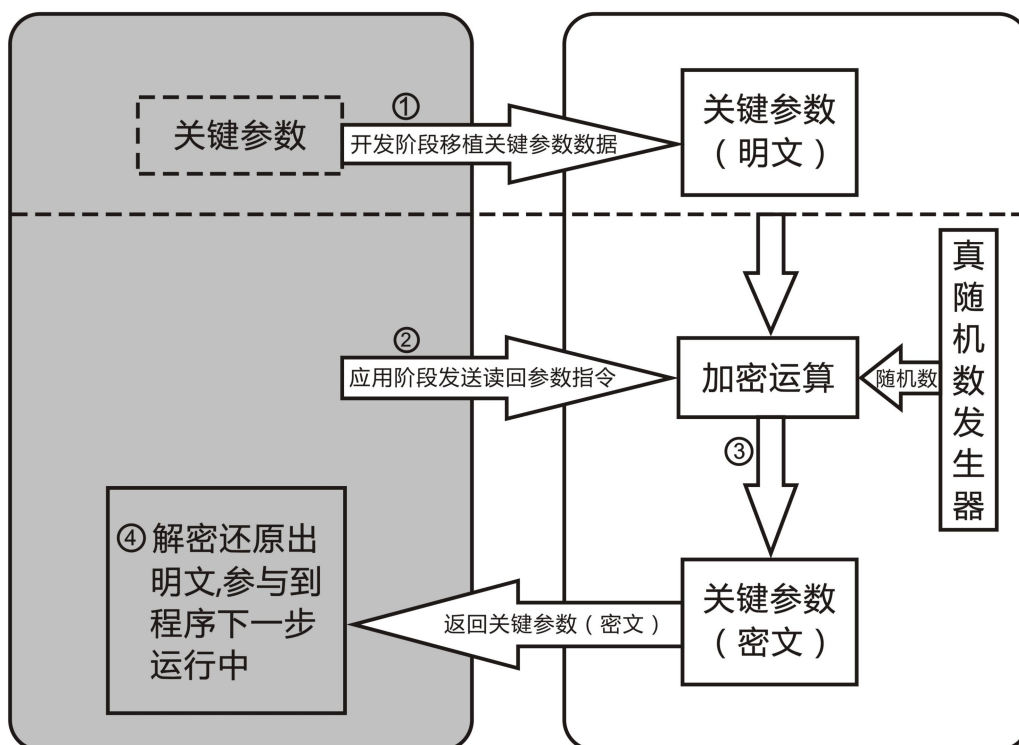 关键参数
①
开发阶段移植关键参数数据
关键参数
（明文）
②
应用阶段发送读回参数指令
加密运算
随机数
真随机数发生器
③
④解密还原出
明文,参与到
程序下一步
运行中
返回关键参数（密文）
关键参数
（密文）